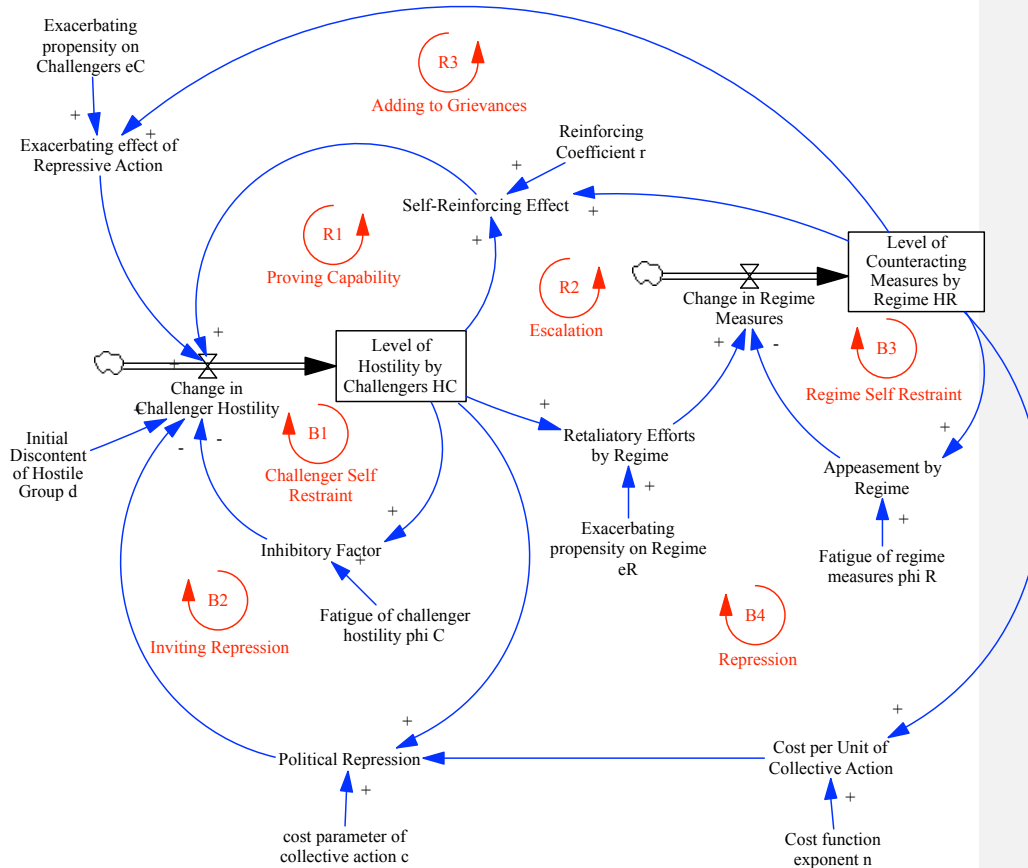 Exacerbating
propensity on
Challengers eC
R3
Adding to Grievances
+
+
Exacerbating effect of
Repressive Action
Reinforcing
Coefficient r
+
Self-Reinforcing Effect
+
+
R1
Proving Capability
R2
Escalation
Level of
Counteracting
Measures by
Regime HR
Change in Regime
Measures
+
-
B3
Regime Self Restraint
+
+
Level of
Hostility by
Challengers HC
Change in
Challenger Hostility
+
-
-
B1
Challenger Self
Restraint
Initial
Discontent
of Hostile
Group d
+
Retaliatory Efforts
by Regime
+
Exacerbating
propensity on Regime
eR
+
Appeasement by
Regime
+
Fatigue of regime
measures phi R
+
Inhibitory Factor
+
Fatigue of challenger
hostility phi C
B2
Inviting Repression
B4
Repression
+
+
Political Repression
Cost per Unit of
Collective Action
+
+
cost parameter of
collective action c
Cost function
exponent n